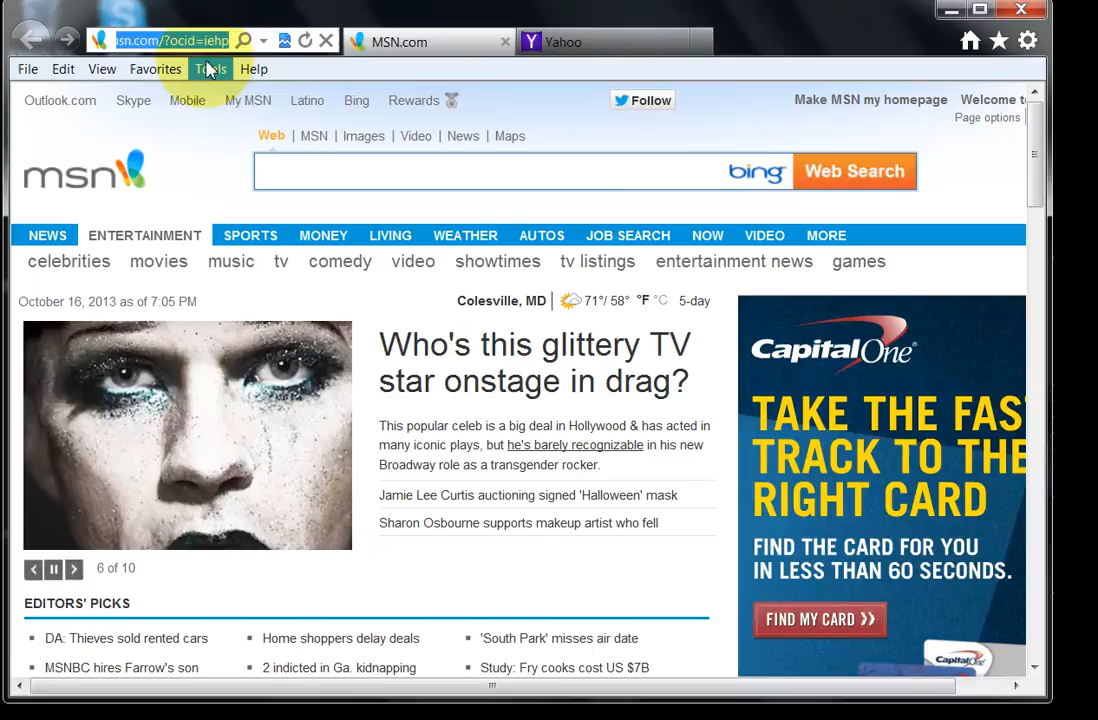 msn.com/?ocid=iehp
MSN.com
Yahoo
File Edit View Favorites Tools Help
Outlook.com Skype Mobile My MSN Latino Bing Rewards Follow Make MSN my homepage Welcome t
Page options
Web | MSN | Images | Video | News | Maps
msn
bing Web Search
NEWS ENTERTAINMENT SPORTS MONEY LIVING WEATHER AUTOS JOB SEARCH NOW VIDEO MORE
celebrities movies music tv comedy video showtimes tv listings entertainment news games
October 16, 2013 as of 7:05 PM
Colesville, MD | 71°/ 58° °F °C 5-day
Who's this glittery TV
star onstage in drag?
This popular celeb is a big deal in Hollywood & has acted in
many iconic plays, but he's barely recognizable in his new
Broadway role as a transgender rocker.
Jamie Lee Curtis auctioning signed 'Halloween' mask
Sharon Osbourne supports makeup artist who fell
6 of 10
EDITORS' PICKS
DA: Thieves sold rented cars
Home shoppers delay deals
'South Park' misses air date
MSNBC hires Farrow's son
2 indicted in Ga. kidnapping
Study: Fry cooks cost US $7B
CapitalOne
TAKE THE FAS
TRACK TO THE
RIGHT CARD
FIND THE CARD FOR YOU
IN LESS THAN 60 SECONDS.
FIND MY CARD
CapitalOne